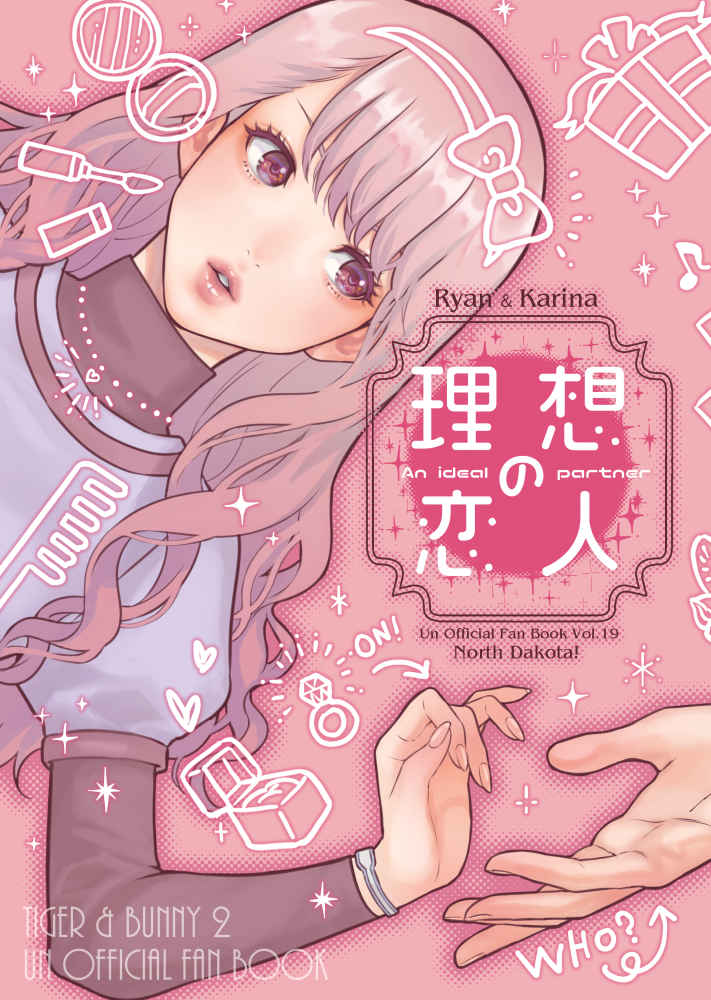 Ryan & Karina
理想
An ideal partner
の
恋人
Un Official Fan Book Vol.19
North Dakota!
ON!
WHO?
TIGER & BUNNY 2
UN OFFICIAL FAN BOOK